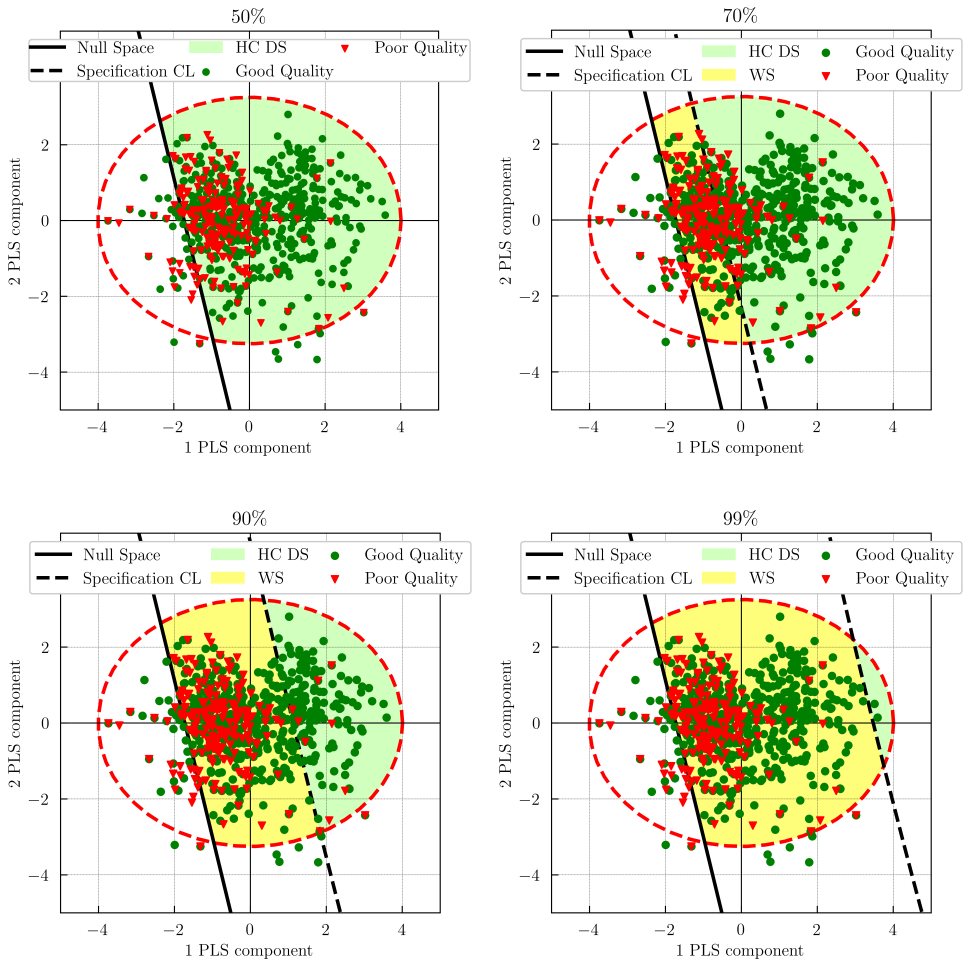 50%
Null Space HC DS Poor Quality
Specification CL Good Quality
2
0
−2
−4
−4 −2 0 2 4
1 PLS component
2 PLS component
70%
Null Space HC DS Good Quality
Specification CL WS Poor Quality
2
0
−2
−4
−4 −2 0 2 4
1 PLS component
2 PLS component
90%
Null Space HC DS Good Quality
Specification CL WS Poor Quality
2
0
−2
−4
−4 −2 0 2 4
1 PLS component
2 PLS component
99%
Null Space HC DS Good Quality
Specification CL WS Poor Quality
2
0
−2
−4
−4 −2 0 2 4
1 PLS component
2 PLS component